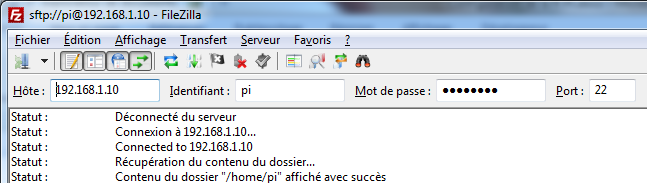 Fz sftp://pi@192.168.1.10 - FileZilla
Fichier Édition Affichage Transfert Serveur Favoris ?
Hôte : 192.168.1.10 Identifiant : pi Mot de passe : ●●●●●●●● Port : 22
Statut : Déconnecté du serveur
Statut : Connexion à 192.168.1.10...
Statut : Connected to 192.168.1.10
Statut : Récupération du contenu du dossier...
Statut : Contenu du dossier "/home/pi" affiché avec succès